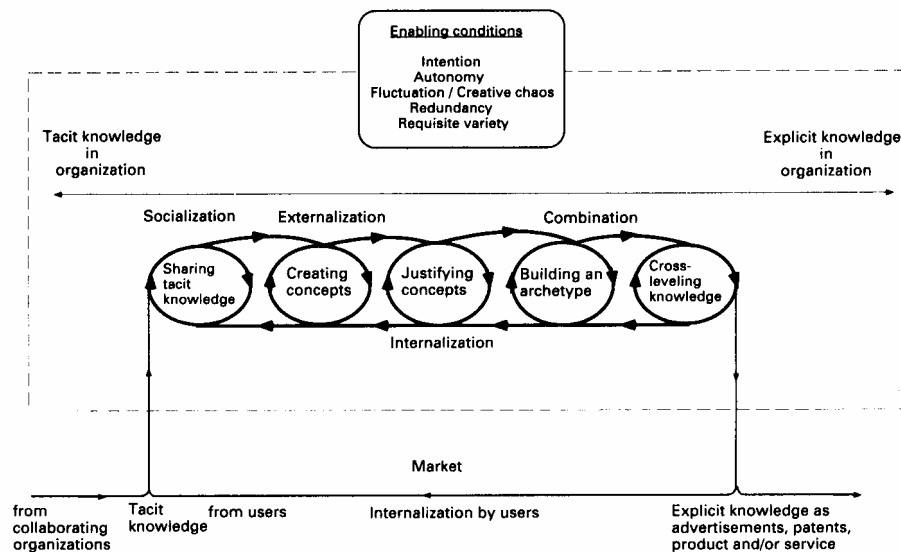 Enabling conditions
Intention
Autonomy
Fluctuation / Creative chaos
Redundancy
Requisite variety
Tacit knowledge
in
organization
Explicit knowledge
in
organization
Socialization
Externalization
Combination
Sharing
tacit
knowledge
Creating
concepts
Justifying
concepts
Building an
archetype
Cross-
leveling
knowledge
Internalization
Market
from
collaborating
organizations
Tacit
knowledge
from users
Internalization by users
Explicit knowledge as
advertisements, patents,
product and/or service